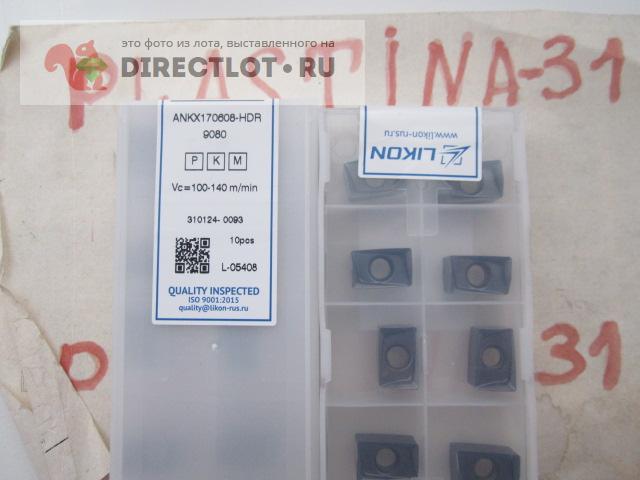 это фото из лота, выставленного на
DIRECTLOT.RU
PLASTINA-31
ANKX170608-HDR
9080
P K M
Vc=100-140 m/min
310124- 0093
10pcs
L-05408
QUALITY INSPECTED
ISO 9001:2015
quality@likon-rus.ru
LIKON
www.likon-rus.ru
31